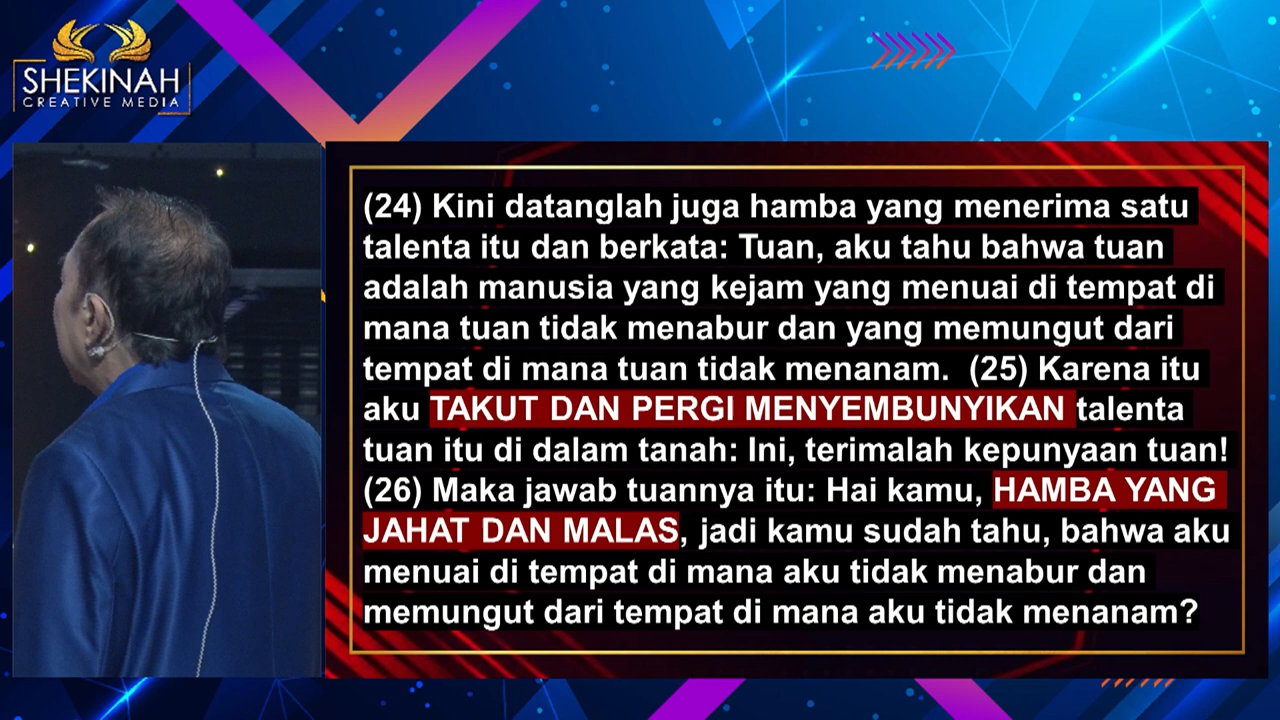 SHEKINAH
CREATIVE MEDIA
(24) Kini datanglah juga hamba yang menerima satu
talenta itu dan berkata: Tuan, aku tahu bahwa tuan
adalah manusia yang kejam yang menuai di tempat di
mana tuan tidak menabur dan yang memungut dari
tempat di mana tuan tidak menanam. (25) Karena itu
aku TAKUT DAN PERGI MENYEMBUNYIKAN talenta
tuan itu di dalam tanah: Ini, terimalah kepunyaan tuan!
(26) Maka jawab tuannya itu: Hai kamu, HAMBA YANG
JAHAT DAN MALAS, jadi kamu sudah tahu, bahwa aku
menuai di tempat di mana aku tidak menabur dan
memungut dari tempat di mana aku tidak menanam?